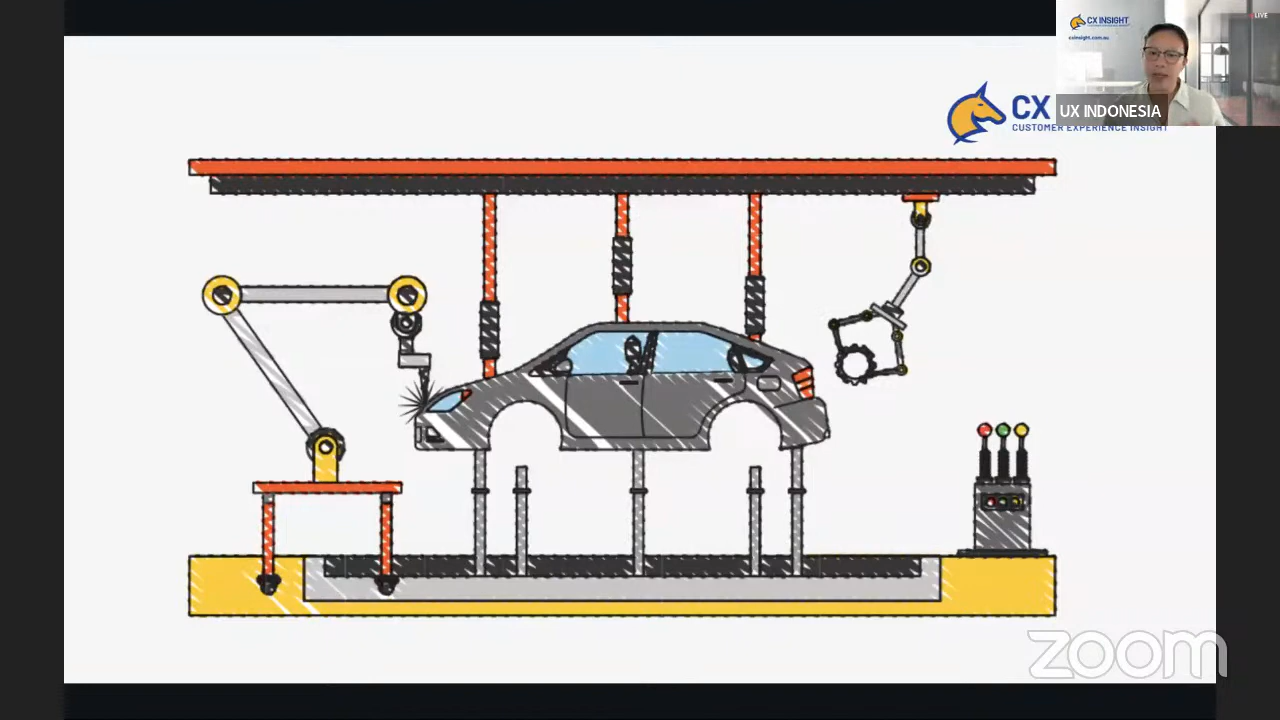 CX INSIGHT
cxinsight.com.au
LIVE
CX
UX INDONESIA
CUSTOMER EXPERIENCE INSIGHT
zoom